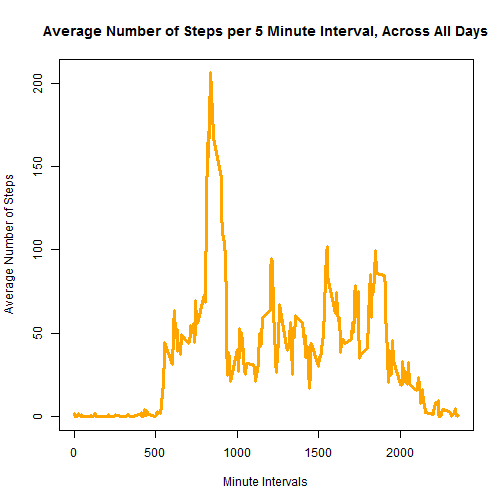 Average Number of Steps per 5 Minute Interval, Across All Days
Average Number of Steps
200
150
100
50
0
0 500 1000 1500 2000
Minute Intervals